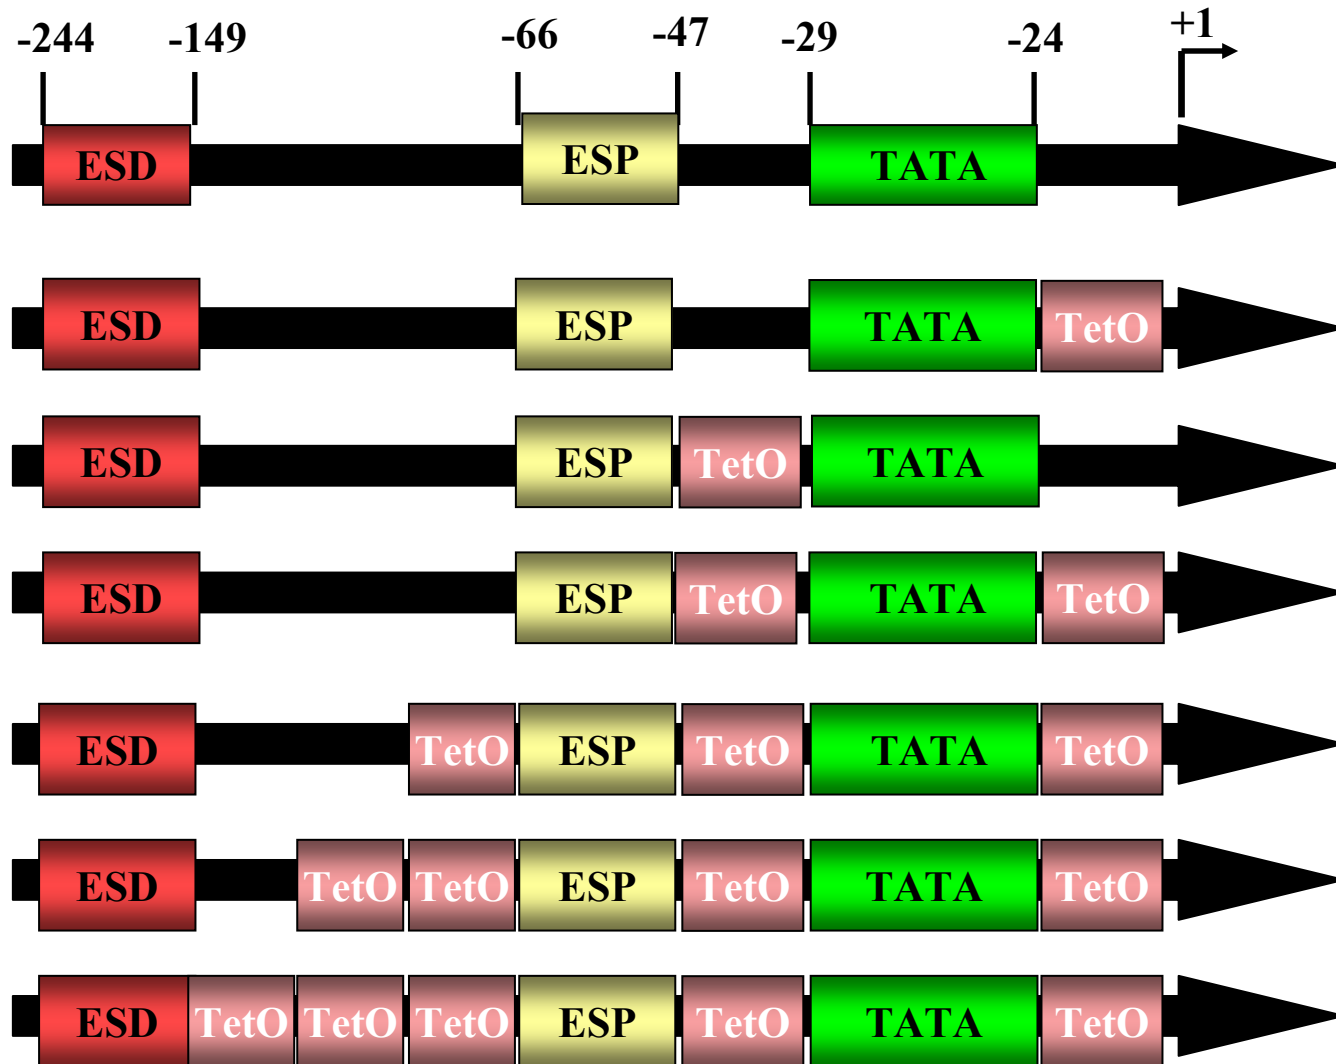 -244 -149 -66 -47 -29 -24 +1
ESD ESP TATA
ESD ESP TATA TetO
ESD ESP TetO TATA
ESD ESP TetO TATA TetO
ESD TetO ESP TetO TATA TetO
ESD TetO TetO ESP TetO TATA TetO
ESD TetO TetO TetO ESP TetO TATA TetO